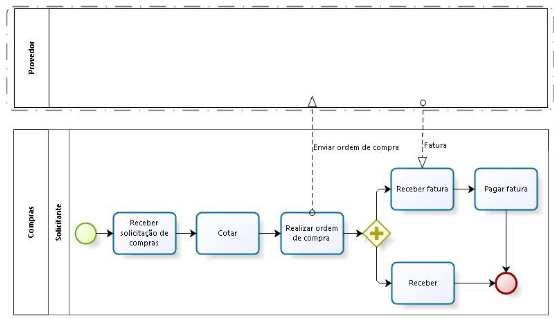 Provedor
Enviar ordem de compra
Fatura
Compras
Solicitante
Receber
solicitação de
compras
Cotar
Realizar ordem
de compra
Receber fatura
Pagar fatura
Receber